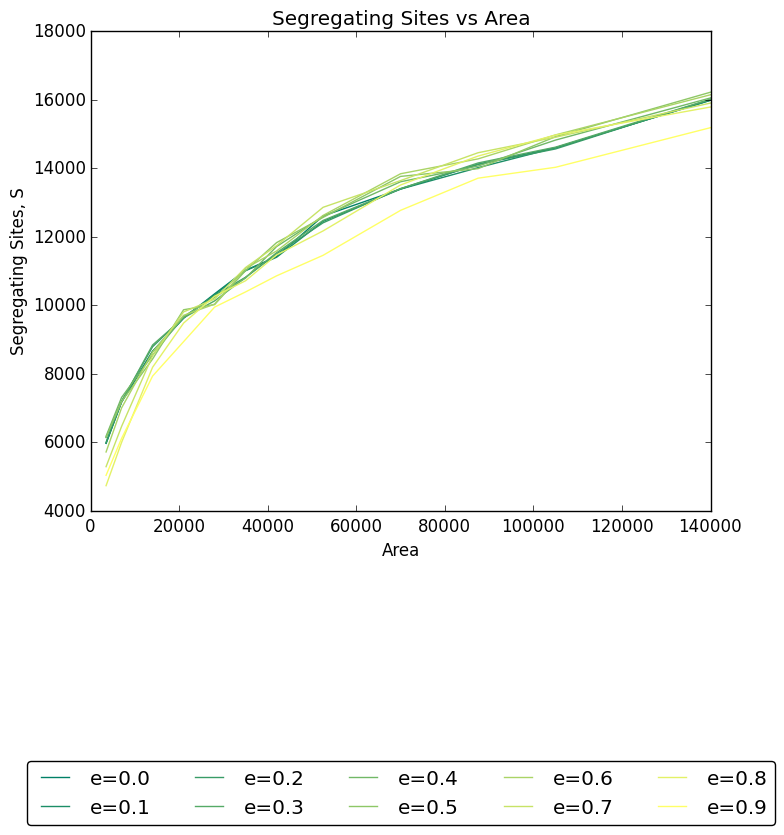 Segregating Sites vs Area
18000
16000
14000
12000
10000
8000
6000
4000
Segregating Sites, S
0 20000 40000 60000 80000 100000 120000 140000
Area
e=0.0 e=0.2 e=0.4 e=0.6 e=0.8
e=0.1 e=0.3 e=0.5 e=0.7 e=0.9